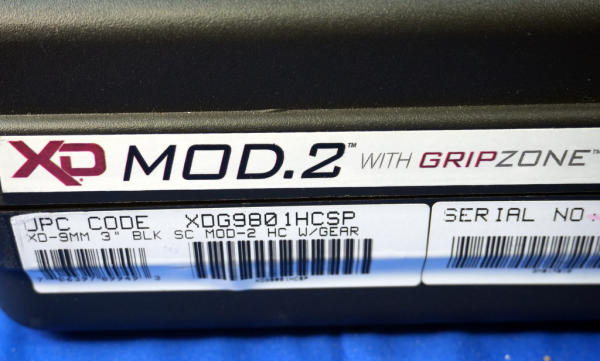 XD MOD.2™ WITH GRIPZONE™
UPC CODE XDG9801HCSP
XD-9MM 3" BLK SC MOD-2 HC W/GEAR
SERIAL NO